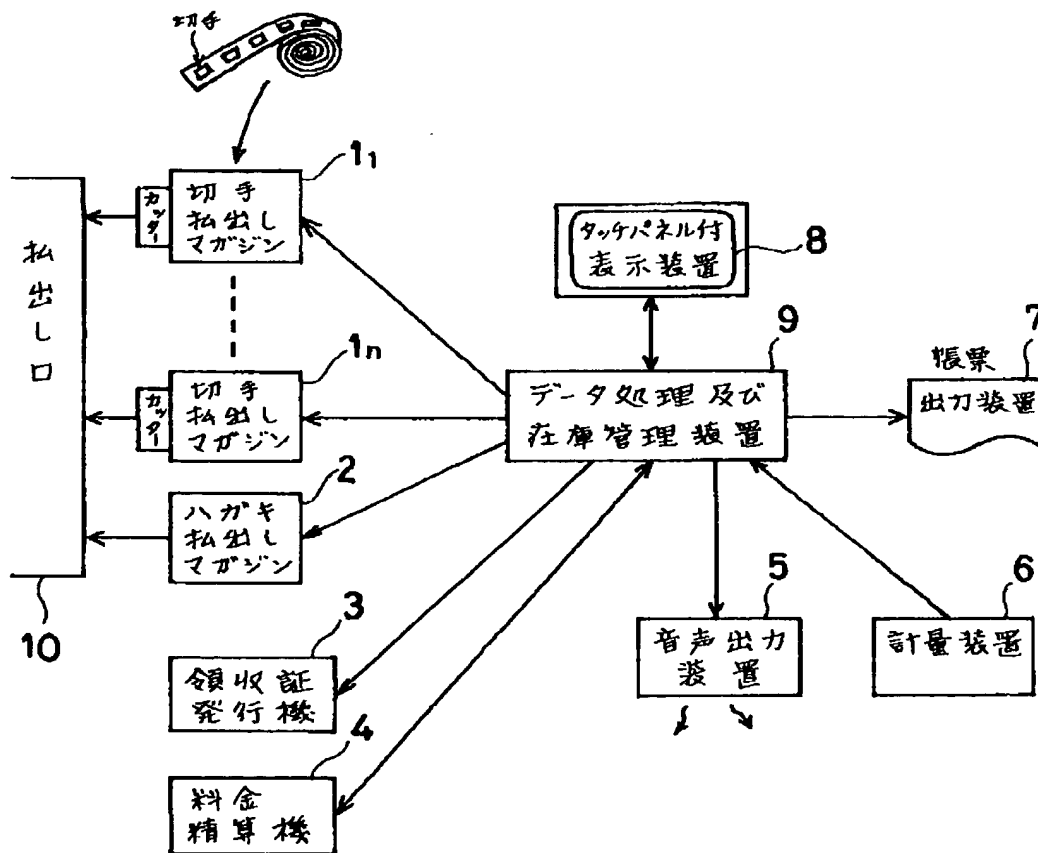 切手
1₁
切手
払出し
マガジン
カッター
払出し口
タッチパネル付
表示装置
8
9
7
1n
切手
払出し
マガジン
カッター
データ処理及び
在庫管理装置
帳票
出力装置
2
ハガキ
払出し
マガジン
10
3
領収証
発行機
5
音声出力
装置
6
計量装置
4
料金
精算機